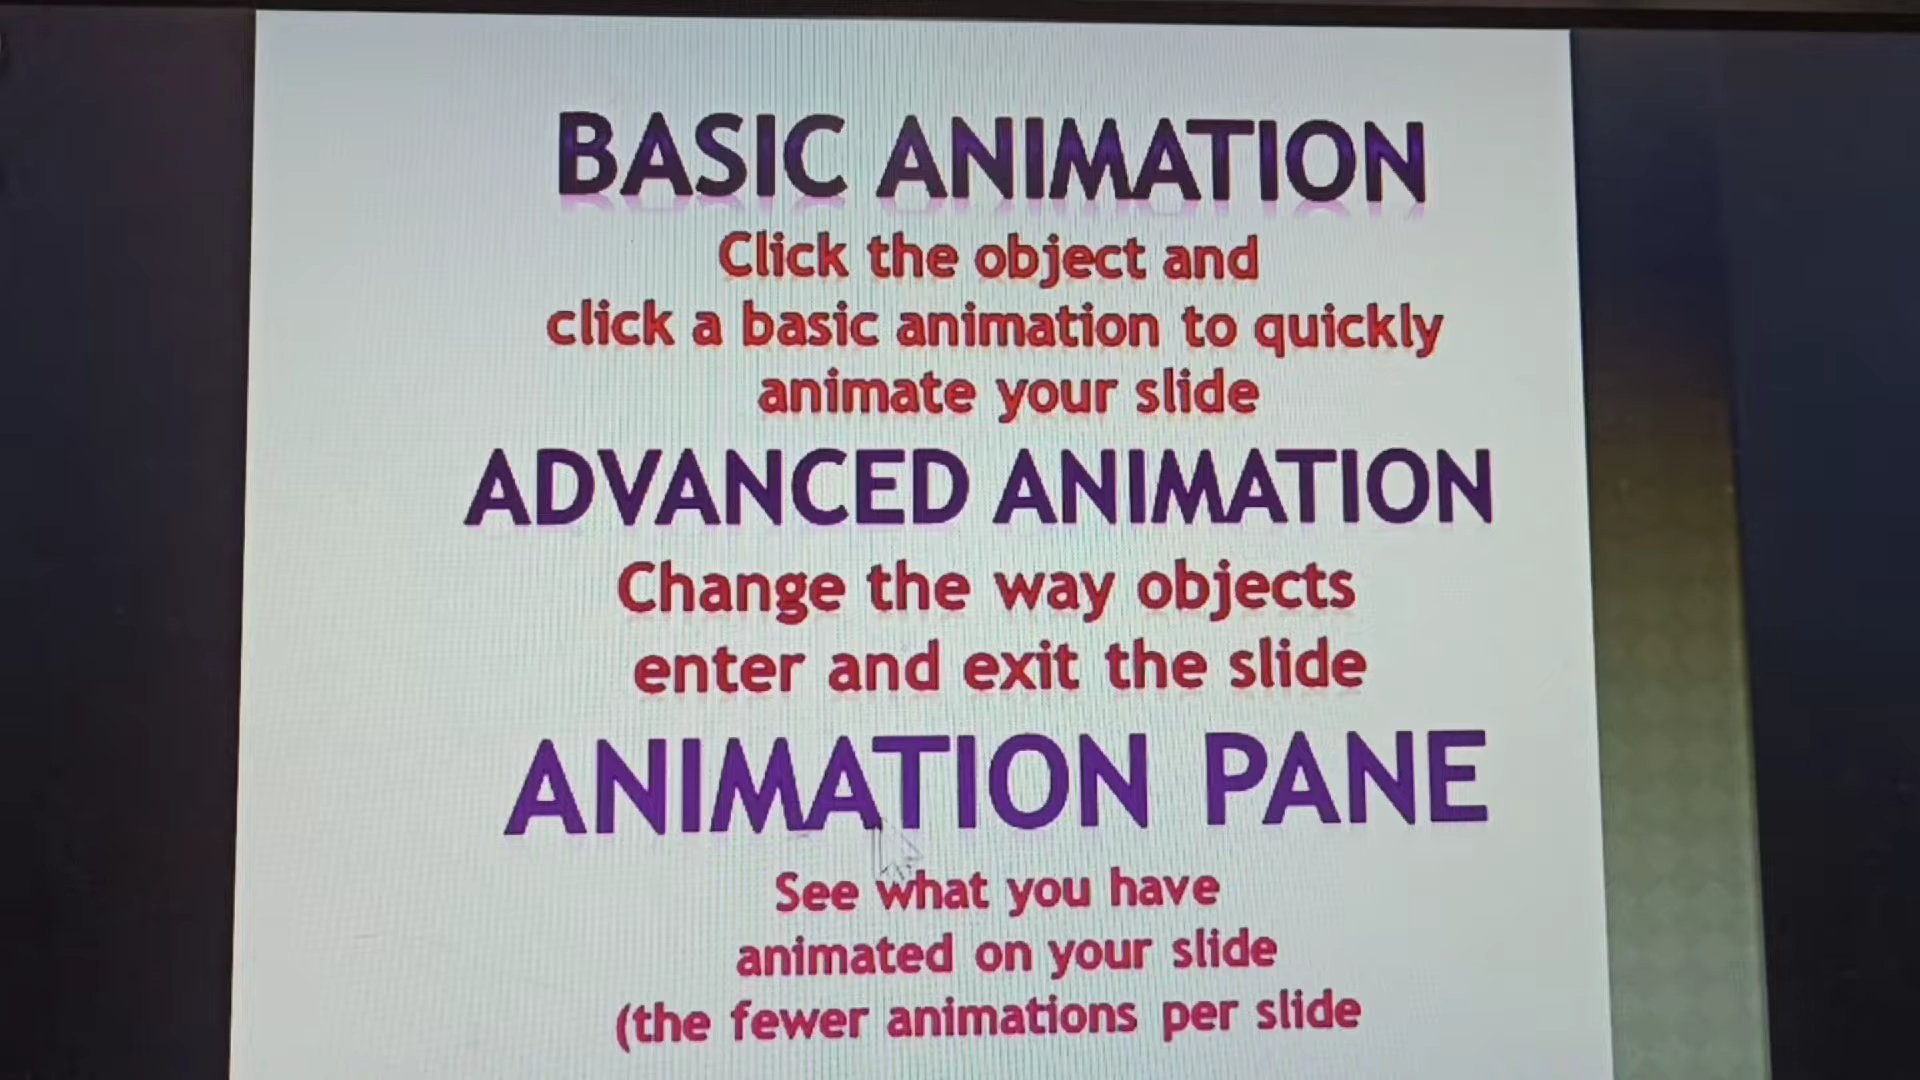 BASIC ANIMATION
Click the object and
click a basic animation to quickly
animate your slide
ADVANCED ANIMATION
Change the way objects
enter and exit the slide
ANIMATION PANE
See what you have
animated on your slide
(the fewer animations per slide